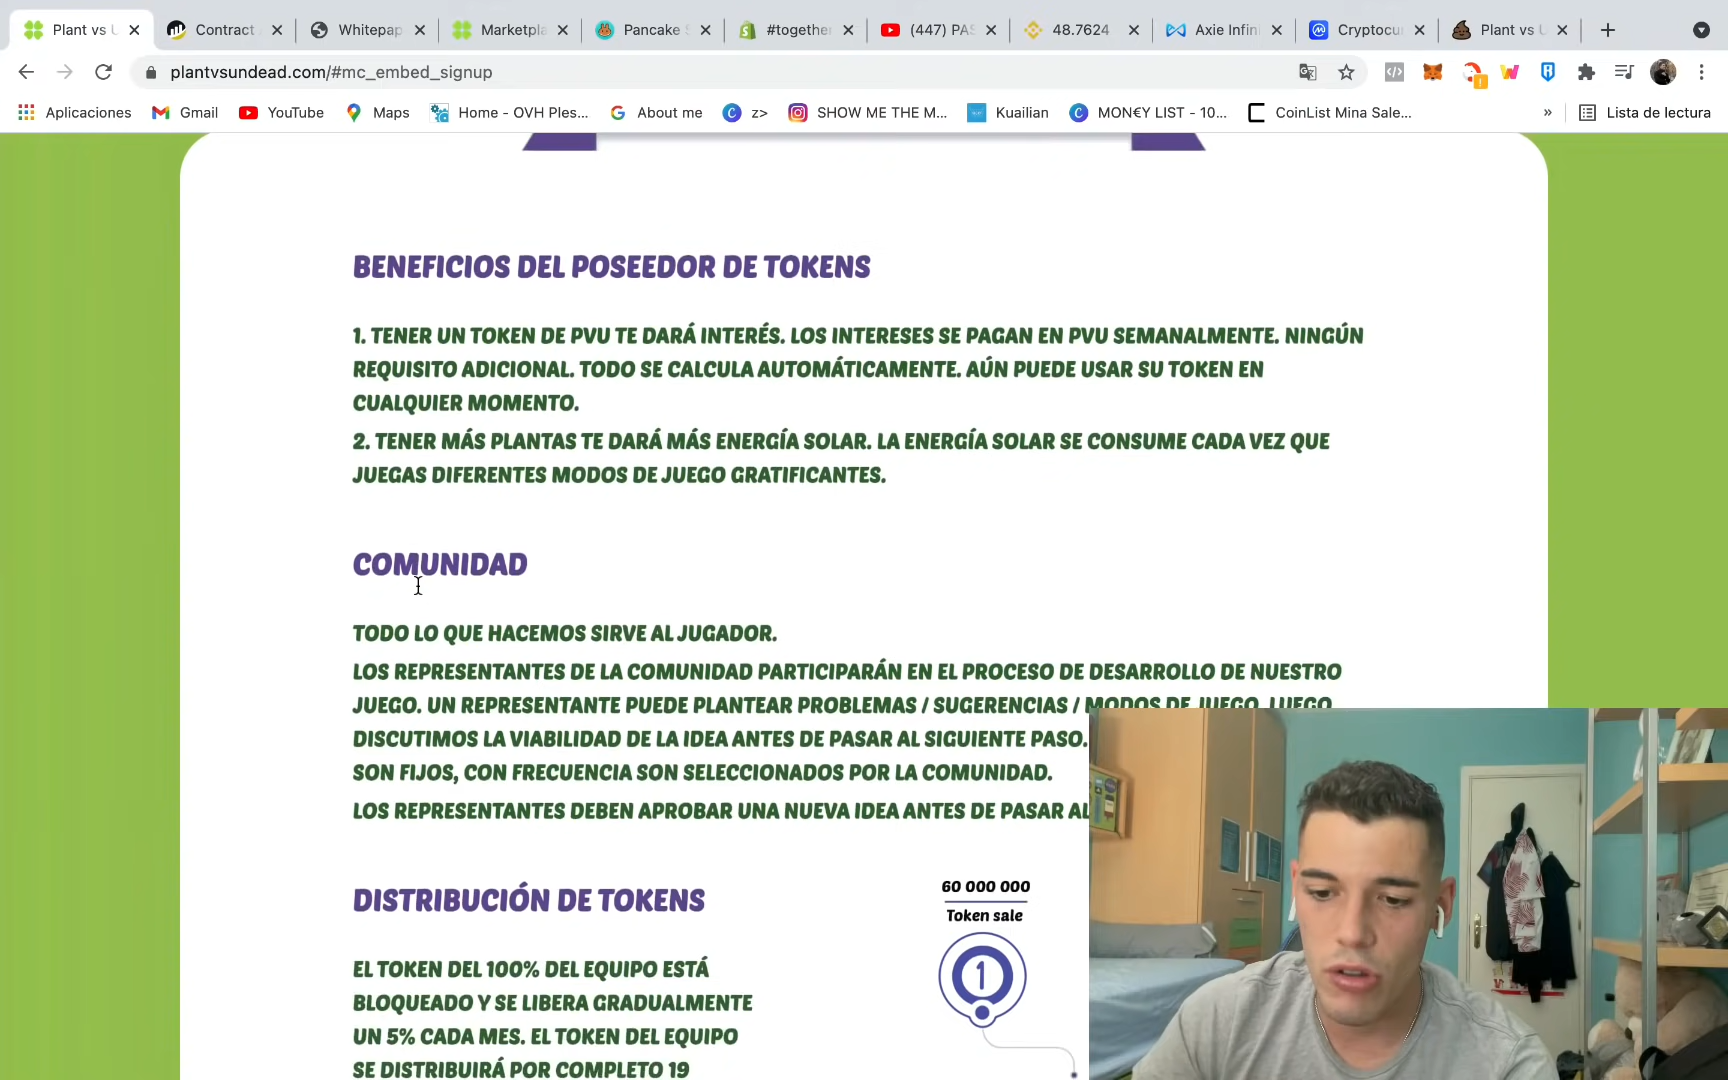 Plant vs U
Contract
Whitepap
Marketpla
Pancake S
#together
(447) PAS
48.7624
Axie Infin
Cryptocur
Plant vs U
plantvsundead.com/#mc_embed_signup
Aplicaciones
Gmail
YouTube
Maps
Home - OVH Ples...
About me
z>
SHOW ME THE M...
Kuailian
MON€Y LIST - 10...
CoinList Mina Sale...
»
Lista de lectura
BENEFICIOS DEL POSEEDOR DE TOKENS
1. TENER UN TOKEN DE PVU TE DARÁ INTERÉS. LOS INTERESES SE PAGAN EN PVU SEMANALMENTE. NINGÚN
REQUISITO ADICIONAL. TODO SE CALCULA AUTOMÁTICAMENTE. AÚN PUEDE USAR SU TOKEN EN
CUALQUIER MOMENTO.
2. TENER MÁS PLANTAS TE DARÁ MÁS ENERGÍA SOLAR. LA ENERGÍA SOLAR SE CONSUME CADA VEZ QUE
JUEGAS DIFERENTES MODOS DE JUEGO GRATIFICANTES.
COMUNIDAD
TODO LO QUE HACEMOS SIRVE AL JUGADOR.
LOS REPRESENTANTES DE LA COMUNIDAD PARTICIPARÁN EN EL PROCESO DE DESARROLLO DE NUESTRO
JUEGO. UN REPRESENTANTE PUEDE PLANTEAR PROBLEMAS / SUGERENCIAS / MODOS DE JUEGO. LUEGO
DISCUTIMOS LA VIABILIDAD DE LA IDEA ANTES DE PASAR AL SIGUIENTE PASO.
SON FIJOS, CON FRECUENCIA SON SELECCIONADOS POR LA COMUNIDAD.
LOS REPRESENTANTES DEBEN APROBAR UNA NUEVA IDEA ANTES DE PASAR AL
DISTRIBUCIÓN DE TOKENS
EL TOKEN DEL 100% DEL EQUIPO ESTÁ
BLOQUEADO Y SE LIBERA GRADUALMENTE
UN 5% CADA MES. EL TOKEN DEL EQUIPO
SE DISTRIBUIRÁ POR COMPLETO 19
60 000 000
Token sale
1